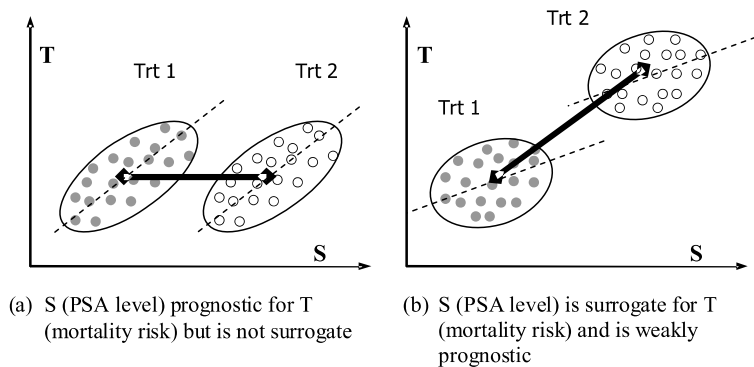 T
Trt 1
Trt 2
S
(a) S (PSA level) prognostic for T
(mortality risk) but is not surrogate
T
Trt 2
Trt 1
S
(b) S (PSA level) is surrogate for T
(mortality risk) and is weakly
prognostic